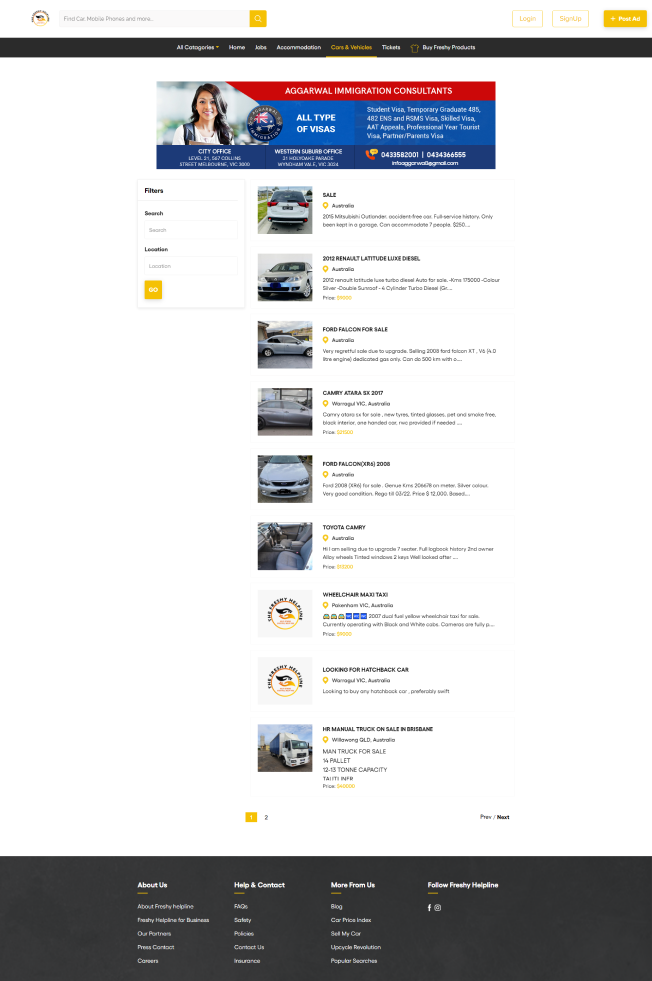 Find Car, Mobile Phones and more...
Login
SignUp
+ Post Ad
All Catagories
Home
Jobs
Accommodation
Cars & Vehicles
Tickets
Buy Freshy Products
AGGARWAL IMMIGRATION CONSULTANTS
ALL TYPE
OF VISAS
Student Visa, Temporary Graduate 485,
482 ENS and RSMS Visa, Skilled Visa,
AAT Appeals, Professional Year Tourist
Visa, Partner/Parents Visa
CITY OFFICE
LEVEL 21, 567 COLLINS
STREET MELBOURNE, VIC 3000
WESTERN SUBURB OFFICE
21 HOLYOAKE PARADE
WYNDHAM VALE, VIC 3024
0433582001 | 0434366555
Filters
Search
Search
Location
Location
GO
SALE
Australia
2015 Mitsubishi Outlander: accident-free car. Full-service history. Only
been kept in a garage. Can accommodate 7 people. $250....
2012 RENAULT LATITUDE LUXE DIESEL
Australia
2012 renault latitude luxe turbo diesel Auto for sale. -Kms 175000 -Colour
Silver -Double Sunroof - 4 Cylinder Turbo Diesel (Gr....
Price: $9000
FORD FALCON FOR SALE
Australia
Very regretful sale due to upgrade. Selling 2008 ford falcon XT , V6 (4.0
litre engine) dedicated gas only. Can do 500 km with o....
CAMRY ATARA SX 2017
Warragul VIC, Australia
Camry atara sx for sale , new tyres, tinted glasses, pet and smoke free,
black interior, one handed car, rwc provided if needed ....
Price:
FORD FALCON(XR6) 2008
Australia
Ford 2008 (XR6) for sale . Genue Kms 206678 on meter. Silver colour.
Very good condition. Rego till 03/22. Price $ 12,000. Based....
TOYOTA CAMRY
Australia
Hi I am selling due to upgrade 7 seater. Full logbook history 2nd owner
Alloy wheels Tinted windows 2 keys Well looked after ....
Price:
THE FRESHY HELPLINE
WHEELCHAIR MAXI TAXI
Pakenham VIC, Australia
2007 dual fuel yellow wheelchair taxi for sale.
Currently operating with Black and White cabs. Cameras are fully p....
Price: $9000
THE FRESHY HELPLINE
LOOKING FOR HATCHBACK CAR
Warragul VIC, Australia
Looking to buy any hatchback car , preferably swift
HR MANUAL TRUCK ON SALE IN BRISBANE
Willawong QLD, Australia
MAN TRUCK FOR SALE
14 PALLET
12-13 TONNE CAPACITY
Price: $40000
1
2
Prev / Next
About Us
About Freshy helpline
Freshy Helpline for Business
Our Partners
Press Contact
Careers
Help & Contact
FAQs
Safety
Policies
Contact Us
Insurance
More From Us
Blog
Car Price Index
Sell My Car
Upcycle Revolution
Popular Searches
Follow Freshy Helpline